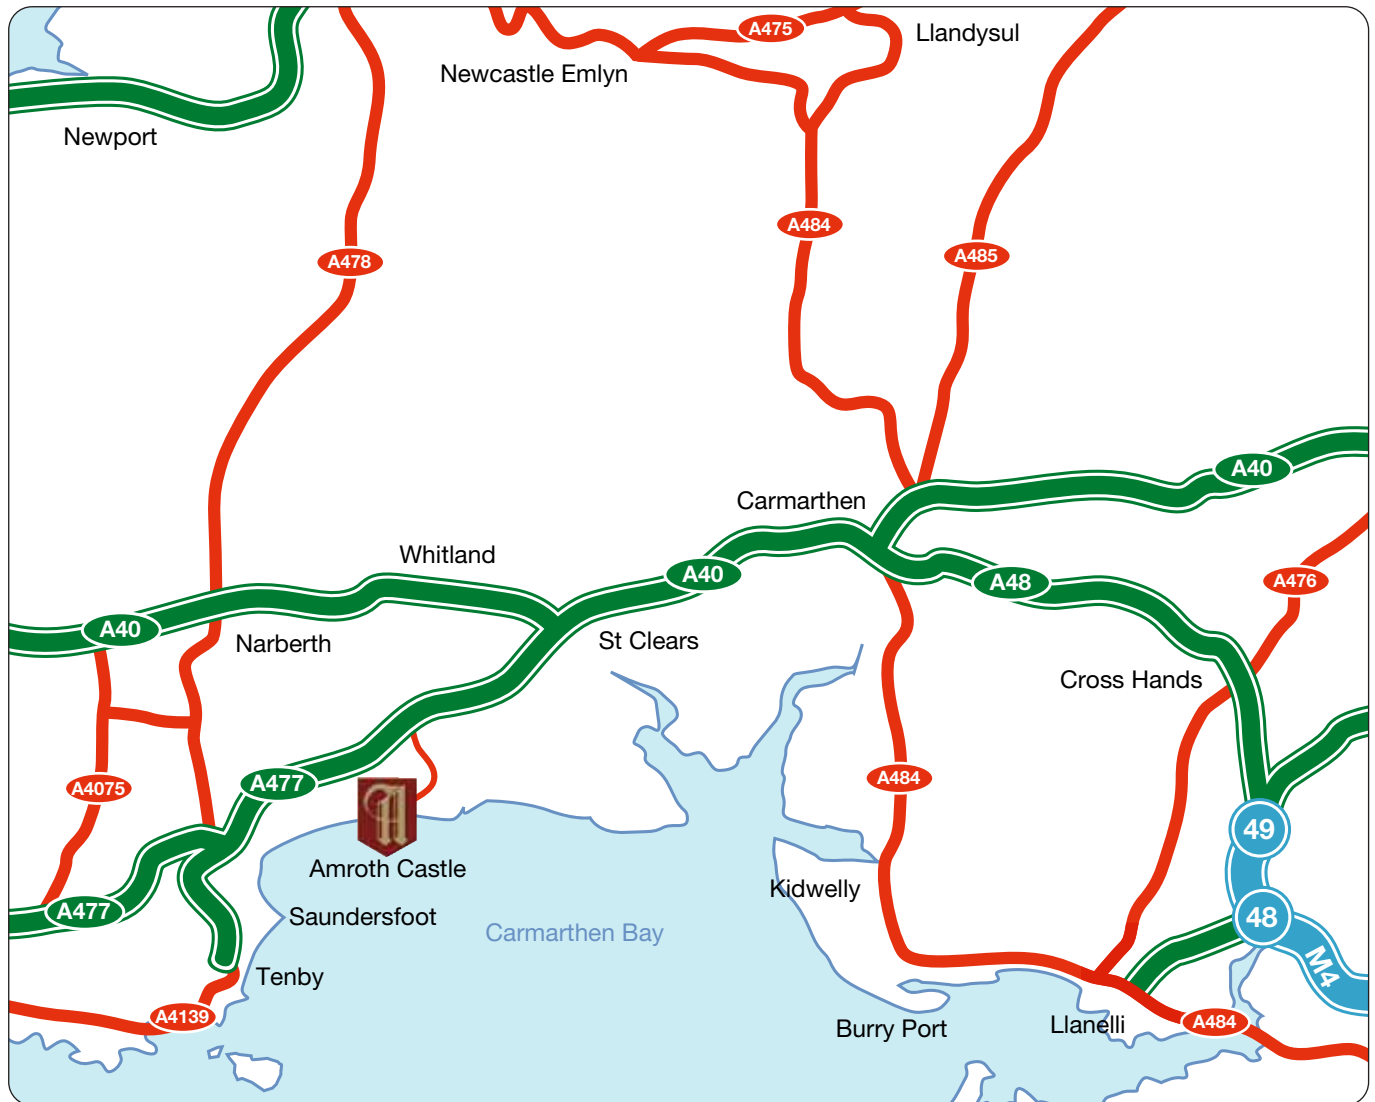 A475
Llandysul
Newcastle Emlyn
Newport
A484
A485
A478
A40
Carmarthen
Whitland
A40
A48
A476
A40
Narberth
St Clears
Cross Hands
A477
A4075
A484
49
Amroth Castle
Kidwelly
A477
Saundersfoot
48
Carmarthen Bay
M4
Tenby
A4139
Burry Port
Llanelli
A484